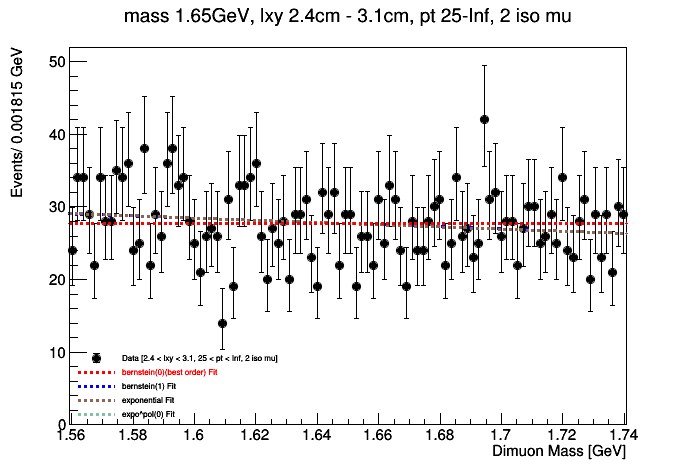 mass 1.65GeV, lxy 2.4cm - 3.1cm, pt 25-Inf, 2 iso mu
Events/ 0.001815 GeV
50
40
30
20
10
0
Data [2.4 < lxy < 3.1, 25 < pt < Inf, 2 iso mu]
bernstein(0)(best order) Fit
bernstein(1) Fit
exponential Fit
expo*pol(0) Fit
1.56 1.58 1.6 1.62 1.64 1.66 1.68 1.7 1.72 1.74
Dimuon Mass [GeV]